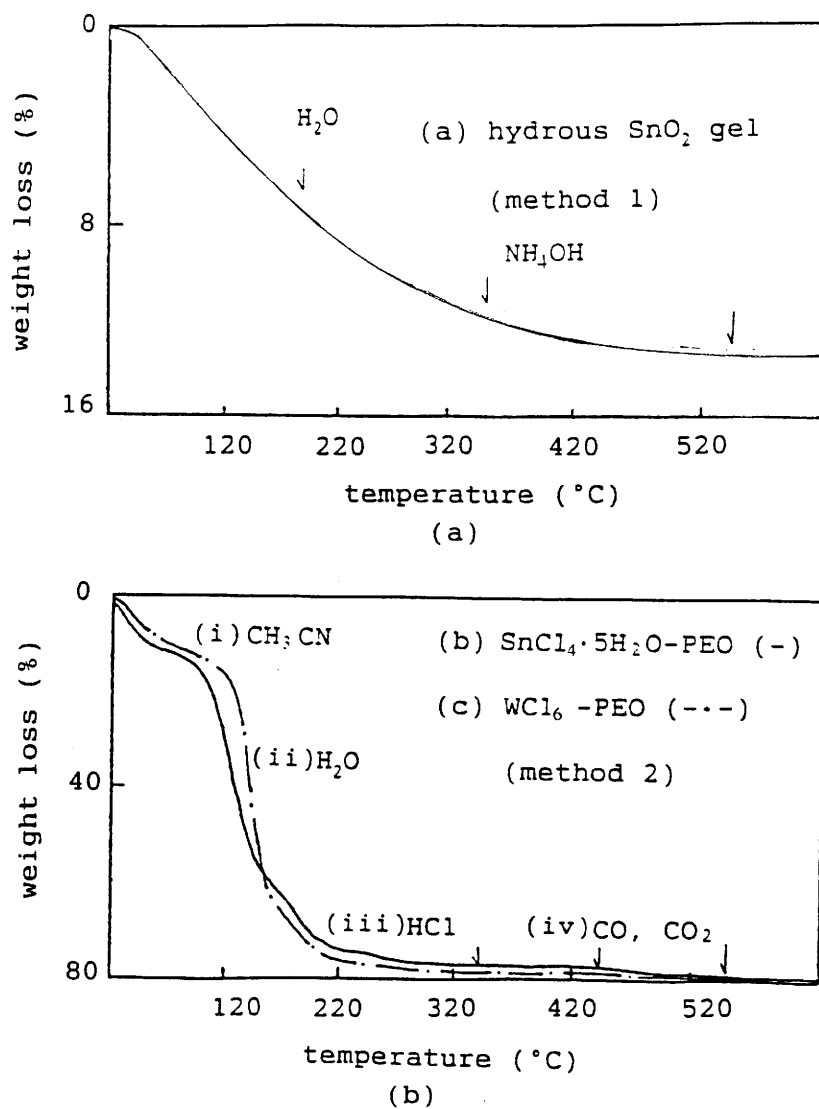 0
H₂O
(a) hydrous SnO₂ gel
(method 1)
8
NH₄OH
16
120 220 320 420 520
weight loss (%)
temperature (°C)
(a)
0
(i)CH₃CN
(b) SnCl₄·5H₂O-PEO (-)
(c) WCl₆ -PEO (-·-)
(ii)H₂O
(method 2)
40
(iii)HCl
(iv)CO, CO₂
80
120 220 320 420 520
weight loss (%)
temperature (°C)
(b)